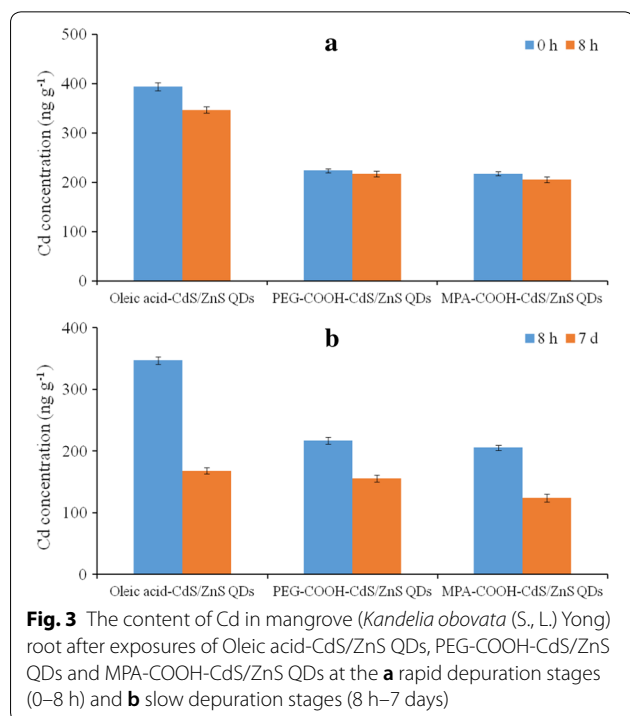 a
0 h 8 h
500
400
300
200
100
0
Cd concentration (ng g⁻¹)
Oleic acid-CdS/ZnS QDs PEG-COOH-CdS/ZnS QDs MPA-COOH-CdS/ZnS QDs
b
8 h 7 d
400
300
200
100
0
Cd concentration (ng g⁻¹)
Oleic acid-CdS/ZnS QDs PEG-COOH-CdS/ZnS QDs MPA-COOH-CdS/ZnS QDs
Fig. 3 The content of Cd in mangrove (Kandelia obovata (S., L.) Yong)
root after exposures of Oleic acid-CdS/ZnS QDs, PEG-COOH-CdS/ZnS
QDs and MPA-COOH-CdS/ZnS QDs at the a rapid depuration stages
(0–8 h) and b slow depuration stages (8 h–7 days)